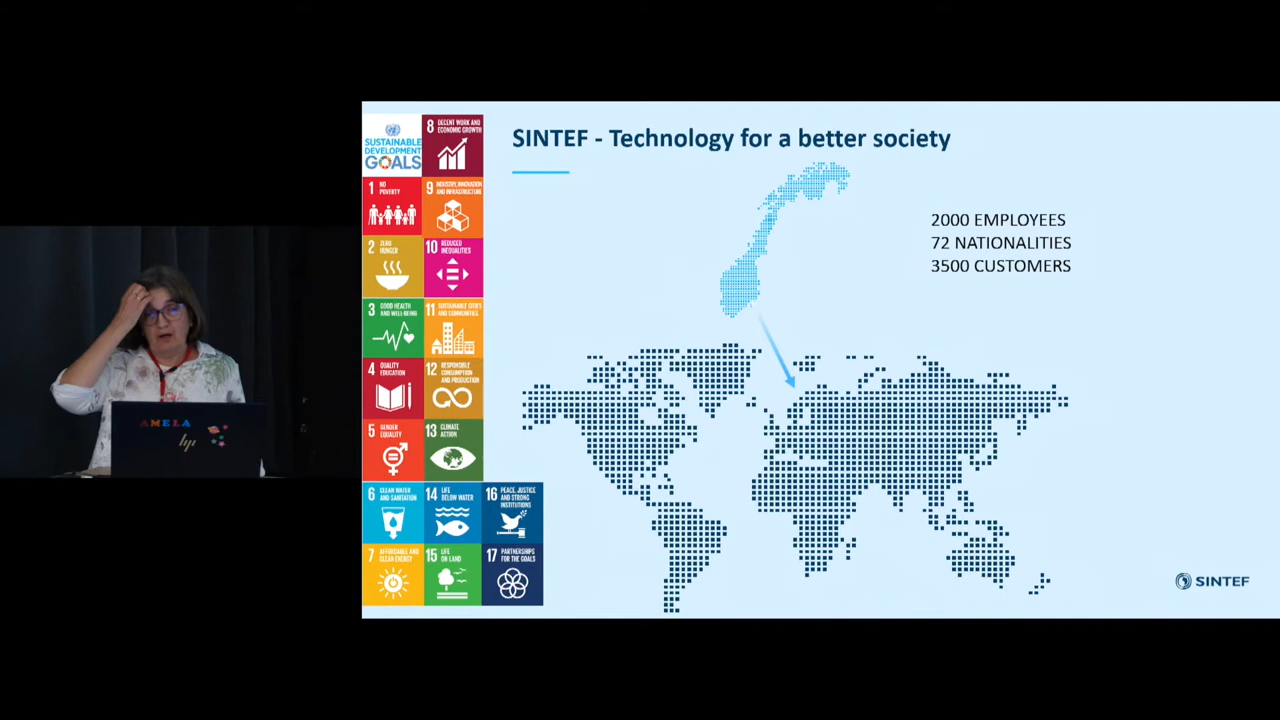 AMELA
hp
SUSTAINABLE
DEVELOPMENT
GOALS
1 NO
POVERTY
2 ZERO
HUNGER
3 GOOD HEALTH
AND WELL-BEING
4 QUALITY
EDUCATION
5 GENDER
EQUALITY
6 CLEAN WATER
AND SANITATION
7 AFFORDABLE AND
CLEAN ENERGY
8 DECENT WORK AND
ECONOMIC GROWTH
9 INDUSTRY, INNOVATION
AND INFRASTRUCTURE
10 REDUCED
INEQUALITIES
11 SUSTAINABLE CITIES
AND COMMUNITIES
12 RESPONSIBLE
CONSUMPTION
AND PRODUCTION
13 CLIMATE
ACTION
14 LIFE
BELOW WATER
15 LIFE
ON LAND
16 PEACE, JUSTICE
AND STRONG
INSTITUTIONS
17 PARTNERSHIPS
FOR THE GOALS
SINTEF - Technology for a better society
2000 EMPLOYEES
72 NATIONALITIES
3500 CUSTOMERS
SINTEF